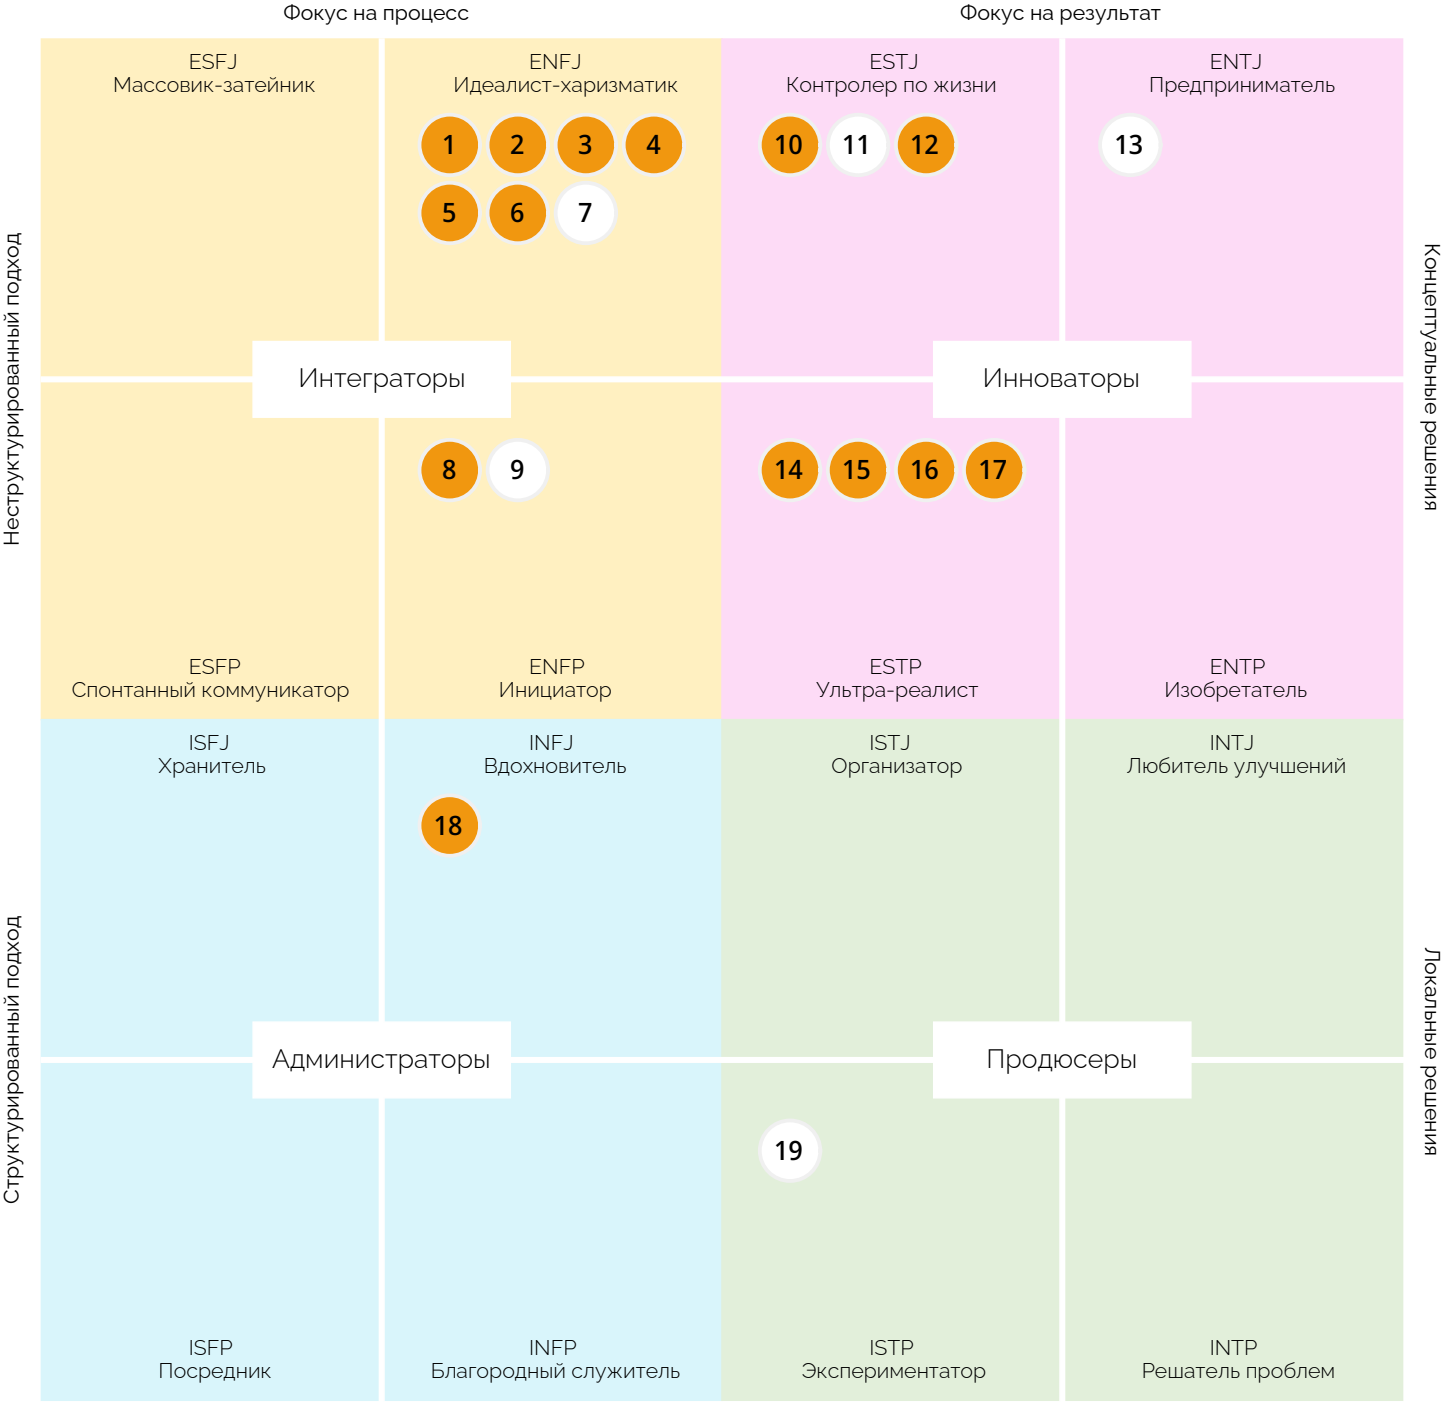 Фокус на процесс
Фокус на результат
ESFJ
Массовик-затейник
ENFJ
Идеалист-харизматик
ESTJ
Контролер по жизни
ENTJ
Предприниматель
1
2
3
4
10
11
12
13
5
6
7
Неструктурированный подход
Концептуальные решения
Интеграторы
Инноваторы
8
9
14
15
16
17
ESFP
Спонтанный коммуникатор
ENFP
Инициатор
ESTP
Ультра-реалист
ENTP
Изобретатель
ISFJ
Хранитель
INFJ
Вдохновитель
ISTJ
Организатор
INTJ
Любитель улучшений
18
Структурированный подход
Локальные решения
Администраторы
Продюсеры
19
ISFP
Посредник
INFP
Благородный служитель
ISTP
Экспериментатор
INTP
Решатель проблем